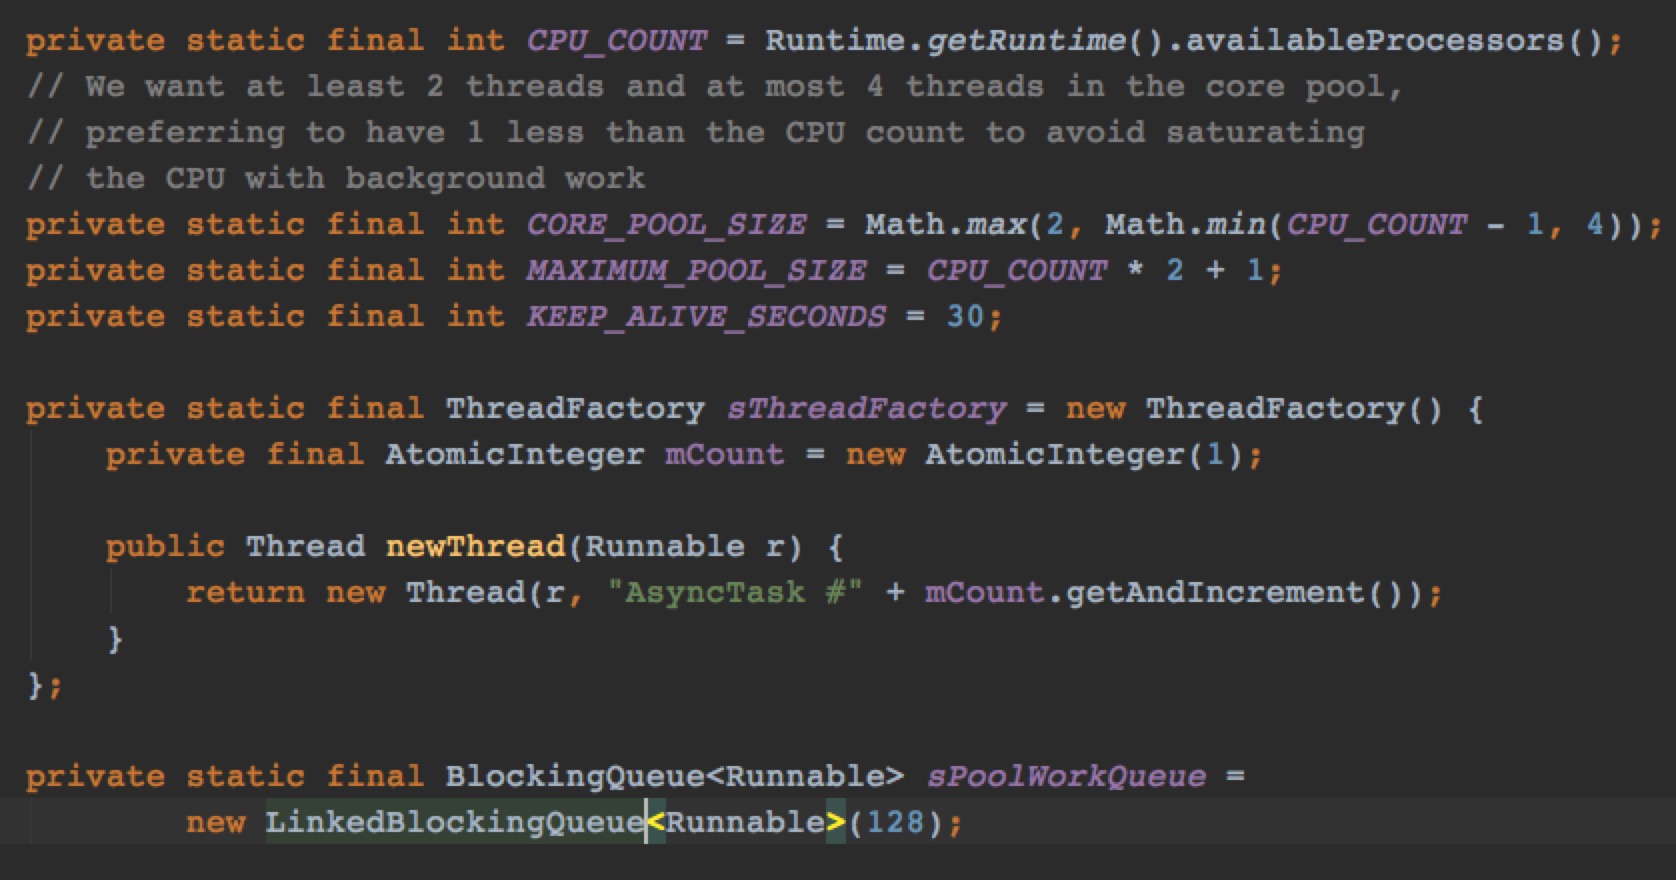 private static final int CPU_COUNT = Runtime.getRuntime().availableProcessors();
// We want at least 2 threads and at most 4 threads in the core pool,
// preferring to have 1 less than the CPU count to avoid saturating
// the CPU with background work
private static final int CORE_POOL_SIZE = Math.max(2, Math.min(CPU_COUNT - 1, 4));
private static final int MAXIMUM_POOL_SIZE = CPU_COUNT * 2 + 1;
private static final int KEEP_ALIVE_SECONDS = 30;

private static final ThreadFactory sThreadFactory = new ThreadFactory() {
    private final AtomicInteger mCount = new AtomicInteger(1);

    public Thread newThread(Runnable r) {
        return new Thread(r, "AsyncTask #" + mCount.getAndIncrement());
    }
};

private static final BlockingQueue<Runnable> sPoolWorkQueue =
        new LinkedBlockingQueue<Runnable>(128);